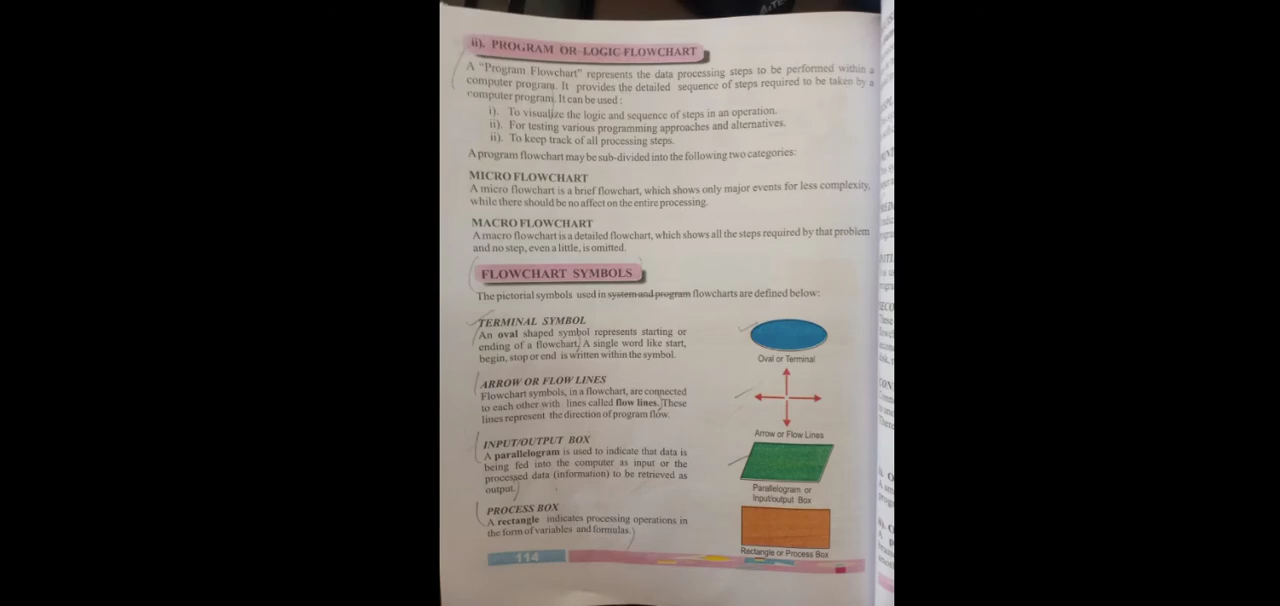 ii). PROGRAM OR LOGIC FLOWCHART
A "Program Flowchart" represents the data processing steps to be performed within a
computer program. It provides the detailed sequence of steps required to be taken by a
computer program. It can be used :
i). To visualize the logic and sequence of steps in an operation.
ii). For testing various programming approaches and alternatives.
ii). To keep track of all processing steps.
A program flowchart may be sub-divided into the following two categories:
MICRO FLOWCHART
A micro flowchart is a brief flowchart, which shows only major events for less complexity,
while there should be no affect on the entire processing.
MACRO FLOWCHART
A macro flowchart is a detailed flowchart, which shows all the steps required by that problem
and no step, even a little, is omitted.
FLOWCHART SYMBOLS
The pictorial symbols used in system and program flowcharts are defined below:
TERMINAL SYMBOL
An oval shaped symbol represents starting or
ending of a flowchart. A single word like start,
begin, stop or end is written within the symbol.
Oval or Terminal
ARROW OR FLOW LINES
Flowchart symbols, in a flowchart, are connected
to each other with lines called flow lines. These
lines represent the direction of program flow.
Arrow or Flow Lines
INPUT/OUTPUT BOX
A parallelogram is used to indicate that data is
being fed into the computer as input or the
processed data (information) to be retrieved as
output.
Parallelogram or
Input/output Box
PROCESS BOX
A rectangle indicates processing operations in
the form of variables and formulas.
Rectangle or Process Box
114